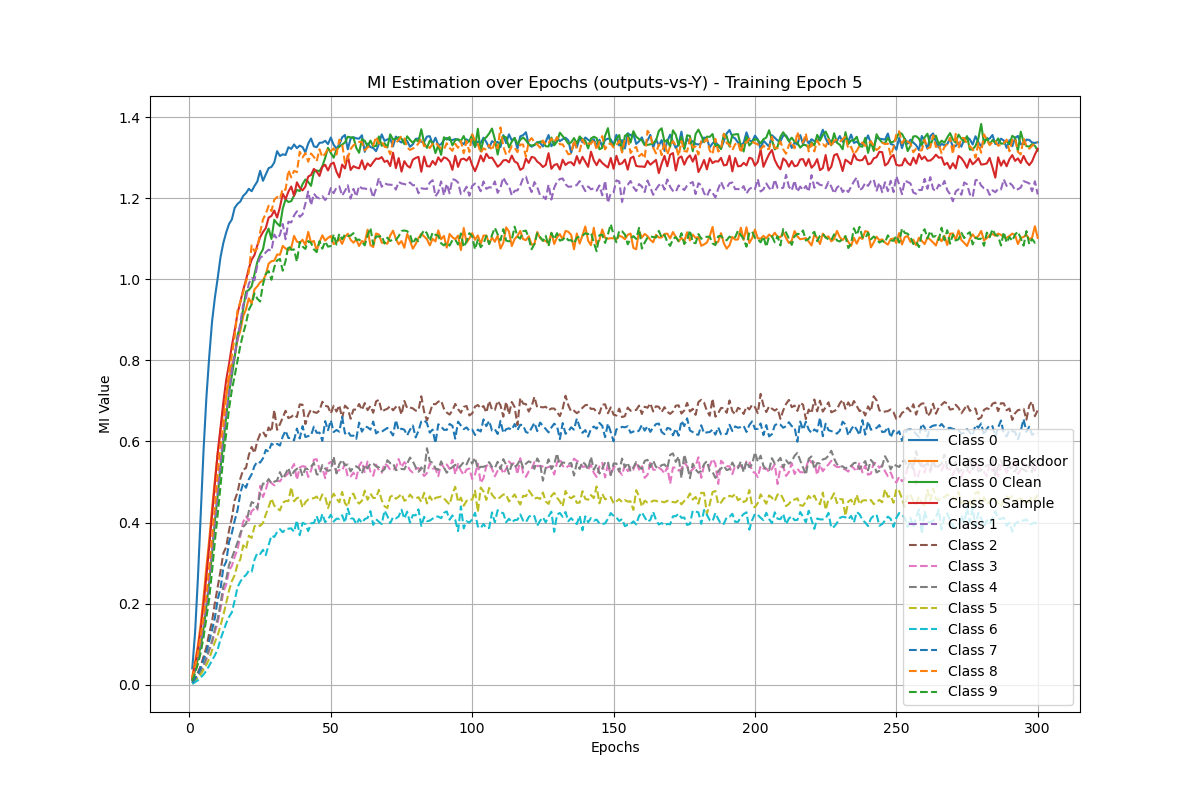 MI Estimation over Epochs (outputs-vs-Y) - Training Epoch 5
MI Value
1.4
1.2
1.0
0.8
0.6
0.4
0.2
0.0
0 50 100 150 200 250 300
Epochs
Class 0
Class 0 Backdoor
Class 0 Clean
Class 0 Sample
Class 1
Class 2
Class 3
Class 4
Class 5
Class 6
Class 7
Class 8
Class 9